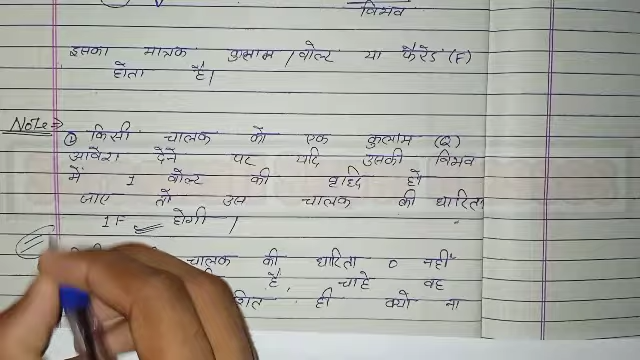 विभव
इसका मात्रक कुलाम / वोल्ट या फैरेड (F)
होता है।
Note ⇒
① किसी चालक को एक कुलाम (Q)
आवेश देने पर यदि उसकी विभव
में 1 वोल्ट की वृद्धि हो
जाए तो उस चालक की धारिता
1F होगी।
चालक की धारिता 0 नहीं
है, चाहे वह
ही क्यों ना